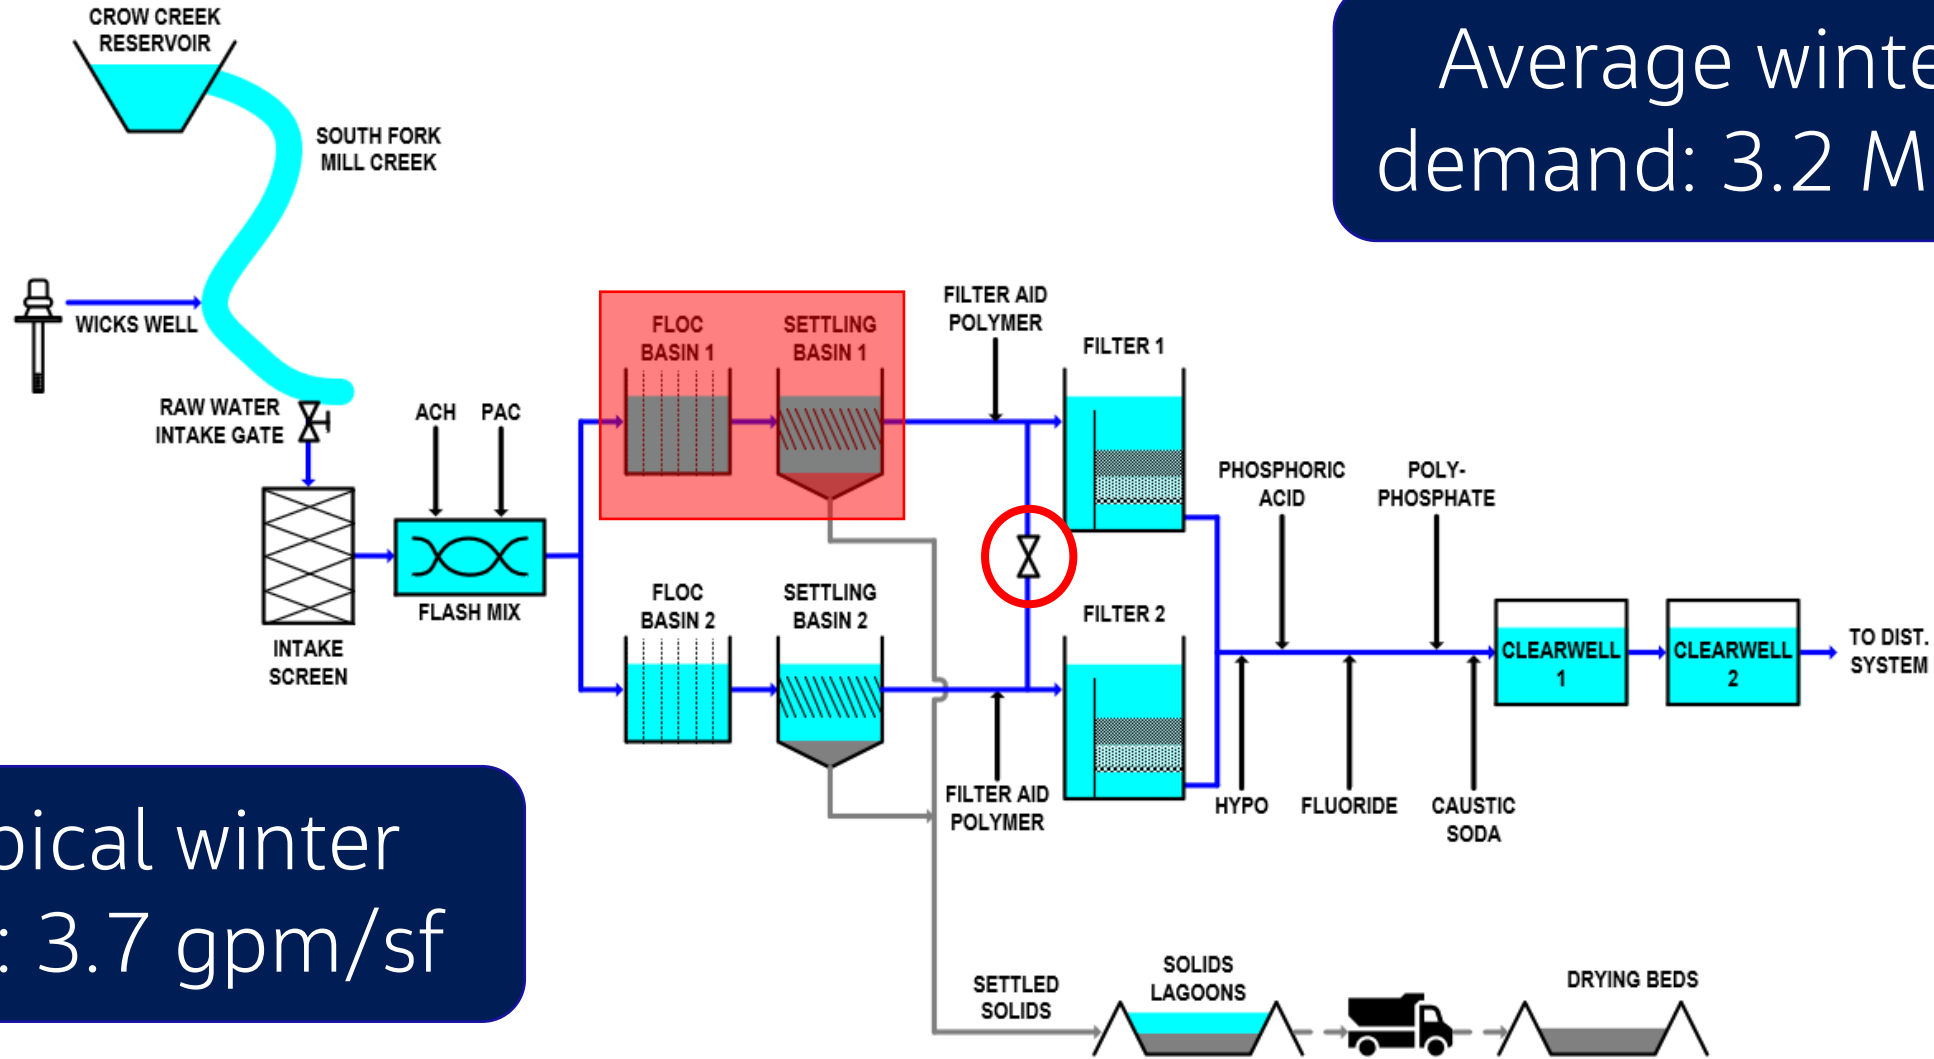 CROW CREEK
RESERVOIR
Average
demand: 3.2
SOUTH FORK
MILL CREEK
WICKS WELL
RAW WATER
INTAKE GATE
ACH
PAC
INTAKE
SCREEN
FLASH MIX
FLOC
BASIN 1
SETTLING
BASIN 1
FILTER AID
POLYMER
FILTER 1
FLOC
BASIN 2
SETTLING
BASIN 2
FILTER 2
FILTER AID
POLYMER
PHOSPHORIC
ACID
POLY-
PHOSPHATE
HYPO
FLUORIDE
CAUSTIC
SODA
CLEARWELL
1
CLEARWELL
2
TO DIST.
SYSTEM
winter
: 3.7 gpm/sf
SETTLED
SOLIDS
SOLIDS
LAGOONS
DRYING BEDS